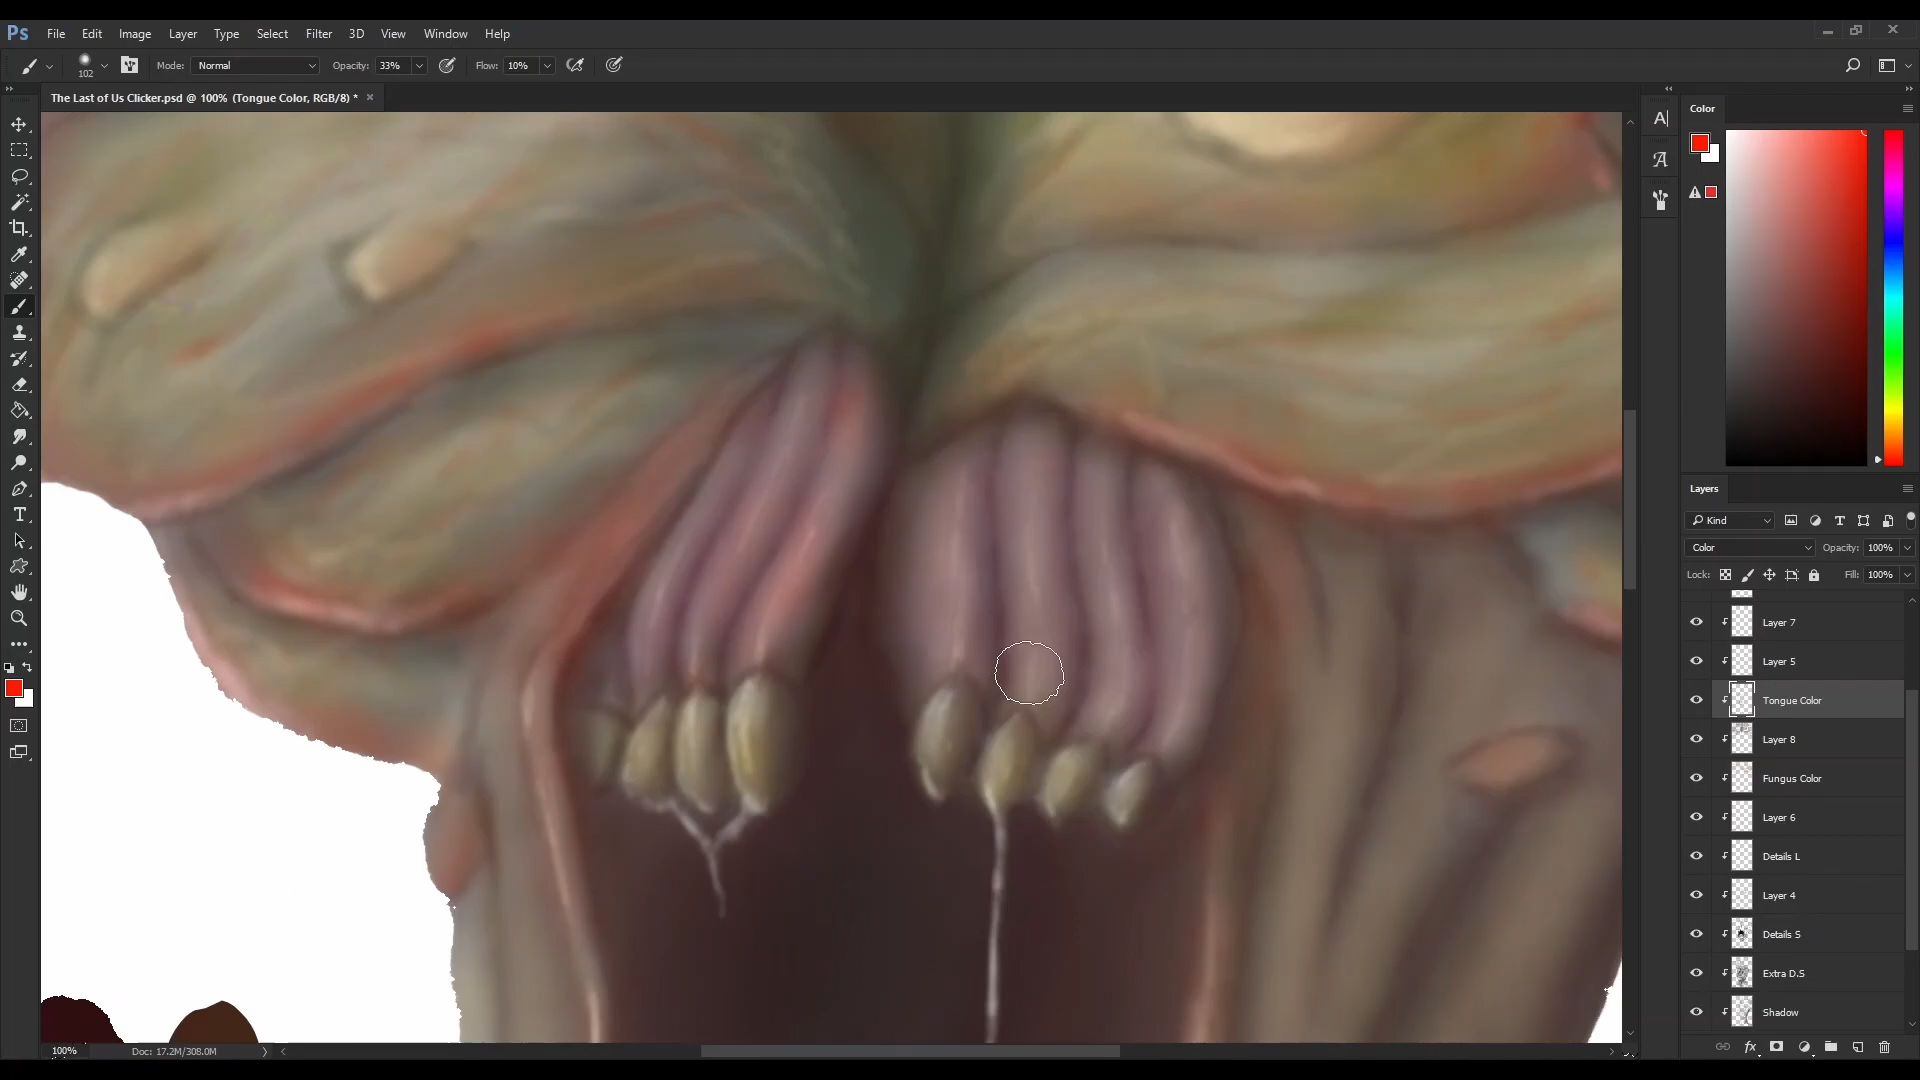 Ps File Edit Image Layer Type Select Filter 3D View Window Help
102 Mode: Normal Opacity: 33% Flow: 10%
The Last of Us Clicker.psd @ 100% (Tongue Color, RGB/8) *
Color
Layers
Kind
Color Opacity: 100%
Lock: Fill: 100%
Layer 7
Layer 5
Tongue Color
Layer 8
Fungus Color
Layer 6
Details L
Layer 4
Details S
Extra D.S
Shadow
100% Doc: 17.2M/308.0M